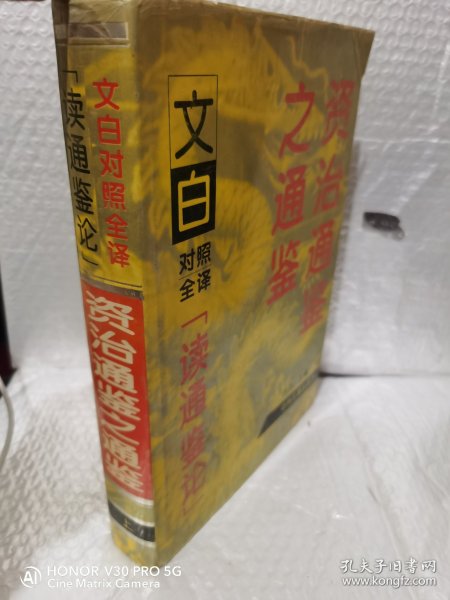 「读通鉴论」
文白对照全译
资治通鉴之通鉴
上
文白
对照
全译
「读通鉴论」
资治通鉴
之通鉴
AI
HONOR V30 PRO 5G
Cine Matrix Camera
孔夫子旧书网
www.kongfz.com